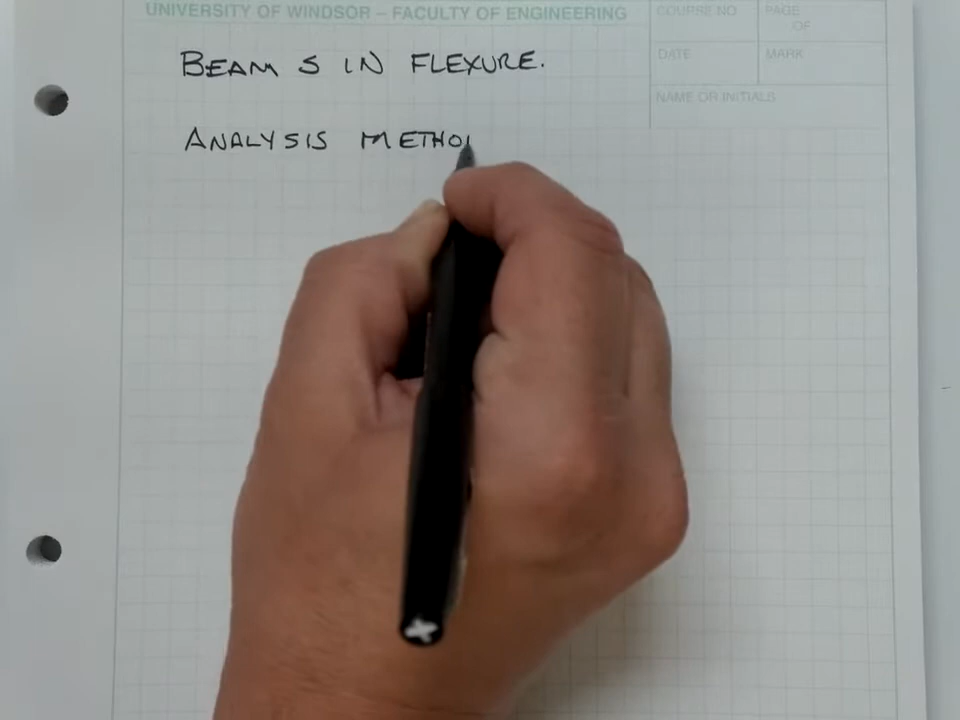 UNIVERSITY OF WINDSOR – FACULTY OF ENGINEERING
COURSE NO
PAGE
OF
DATE
MARK
NAME OR INITIALS
BEAM S IN FLEXURE.
ANALYSIS METHO